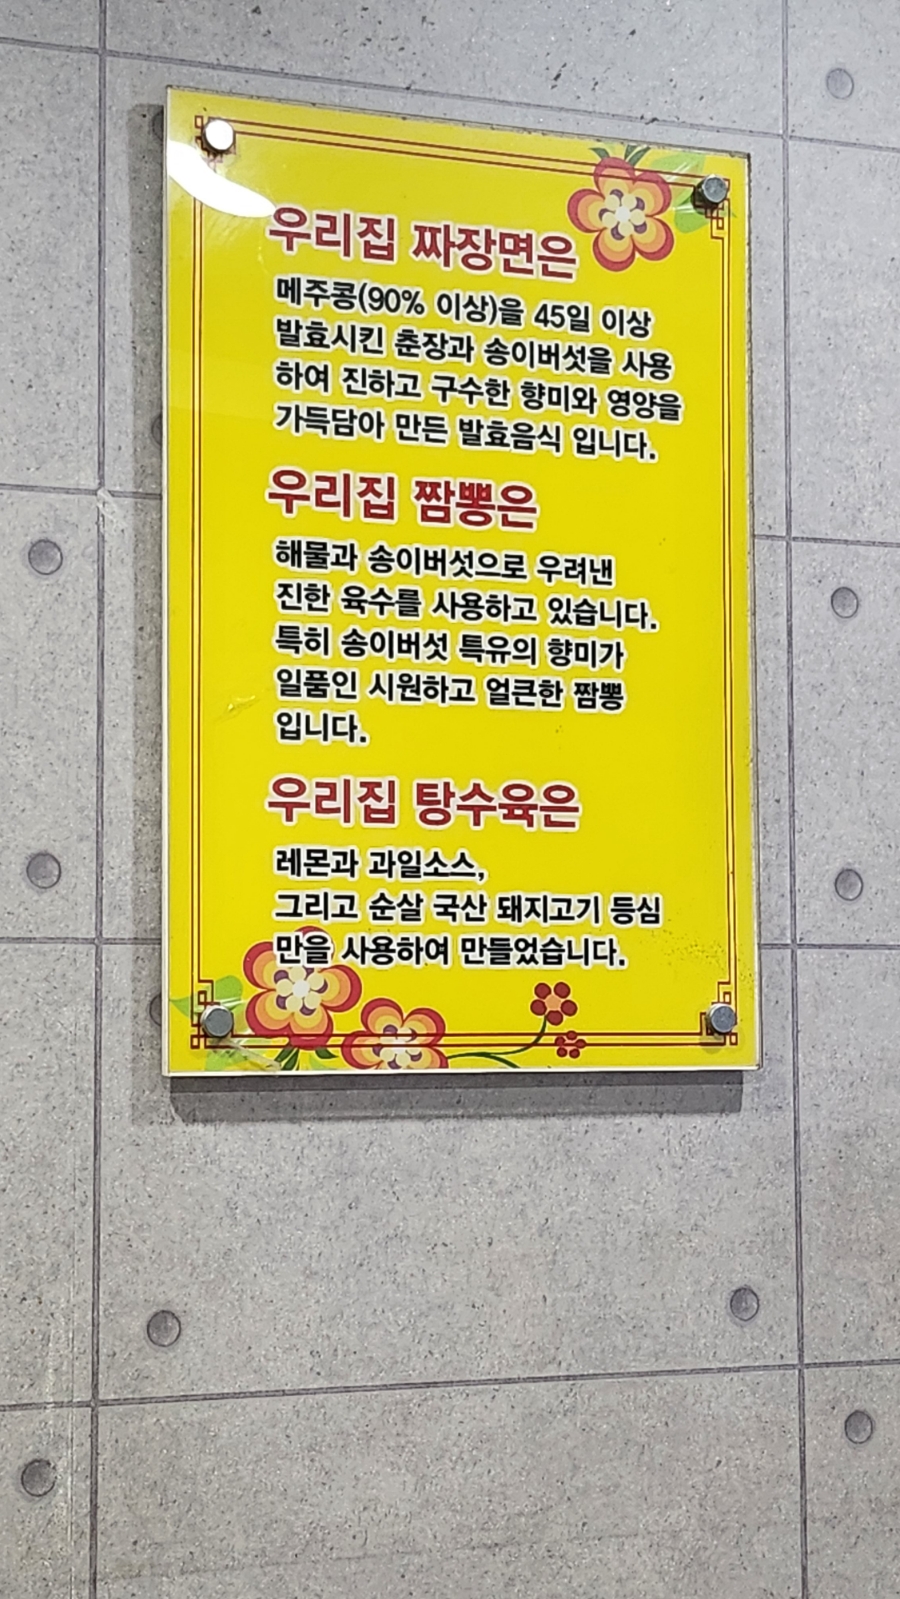 우리집 짜장면은
메주콩(90% 이상)을 45일 이상
발효시킨 춘장과 송이버섯을 사용
하여 진하고 구수한 향미와 영양을
가득담아 만든 발효음식 입니다.
우리집 짬뽕은
해물과 송이버섯으로 우려낸
진한 육수를 사용하고 있습니다.
특히 송이버섯 특유의 향미가
일품인 시원하고 얼큰한 짬뽕
입니다.
우리집 탕수육은
레몬과 과일소스,
그리고 순살 국산 돼지고기 등심
만을 사용하여 만들었습니다.